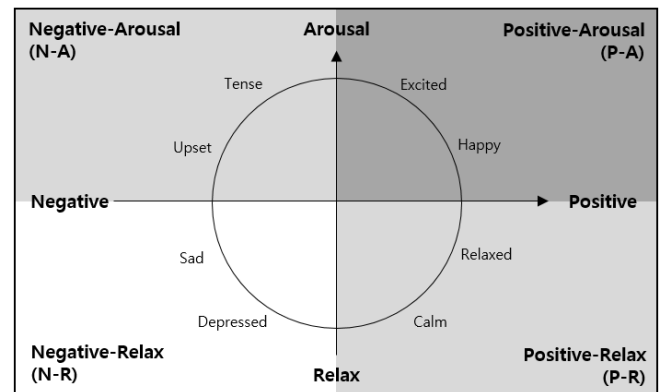 Negative-Arousal
(N-A)
Arousal
Positive-Arousal
(P-A)
Tense
Excited
Upset
Happy
Negative
Positive
Sad
Relaxed
Depressed
Calm
Negative-Relax
(N-R)
Relax
Positive-Relax
(P-R)